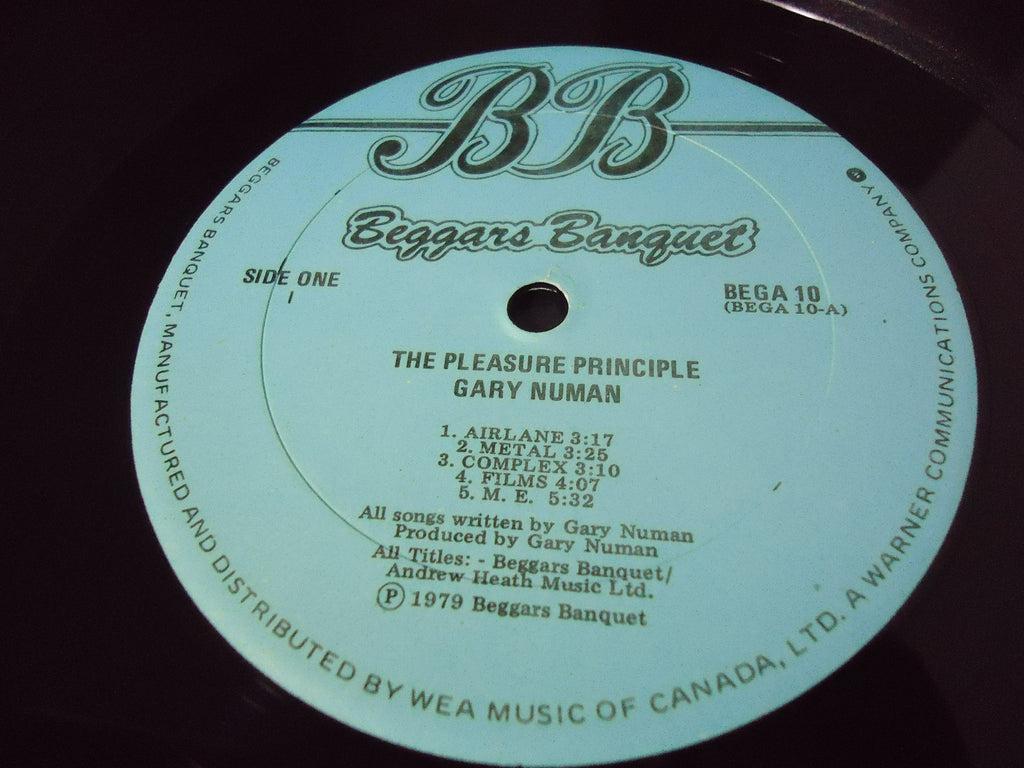 BB
Beggars Banquet
SIDE ONE
1
BEGA 10
(BEGA 10-A)
THE PLEASURE PRINCIPLE
GARY NUMAN
1. AIRLANE 3:17
2. METAL 3:25
3. COMPLEX 3:10
4. FILMS 4:07
5. M. E. 5:32
All songs written by Gary Numan
Produced by Gary Numan
All Titles: - Beggars Banquet/
Andrew Heath Music Ltd.
Ⓟ 1979 Beggars Banquet
BEGGARS BANQUET, MANUFACTURED AND DISTRIBUTED BY WEA MUSIC OF CANADA, LTD. A WARNER COMMUNICATIONS COMPANY